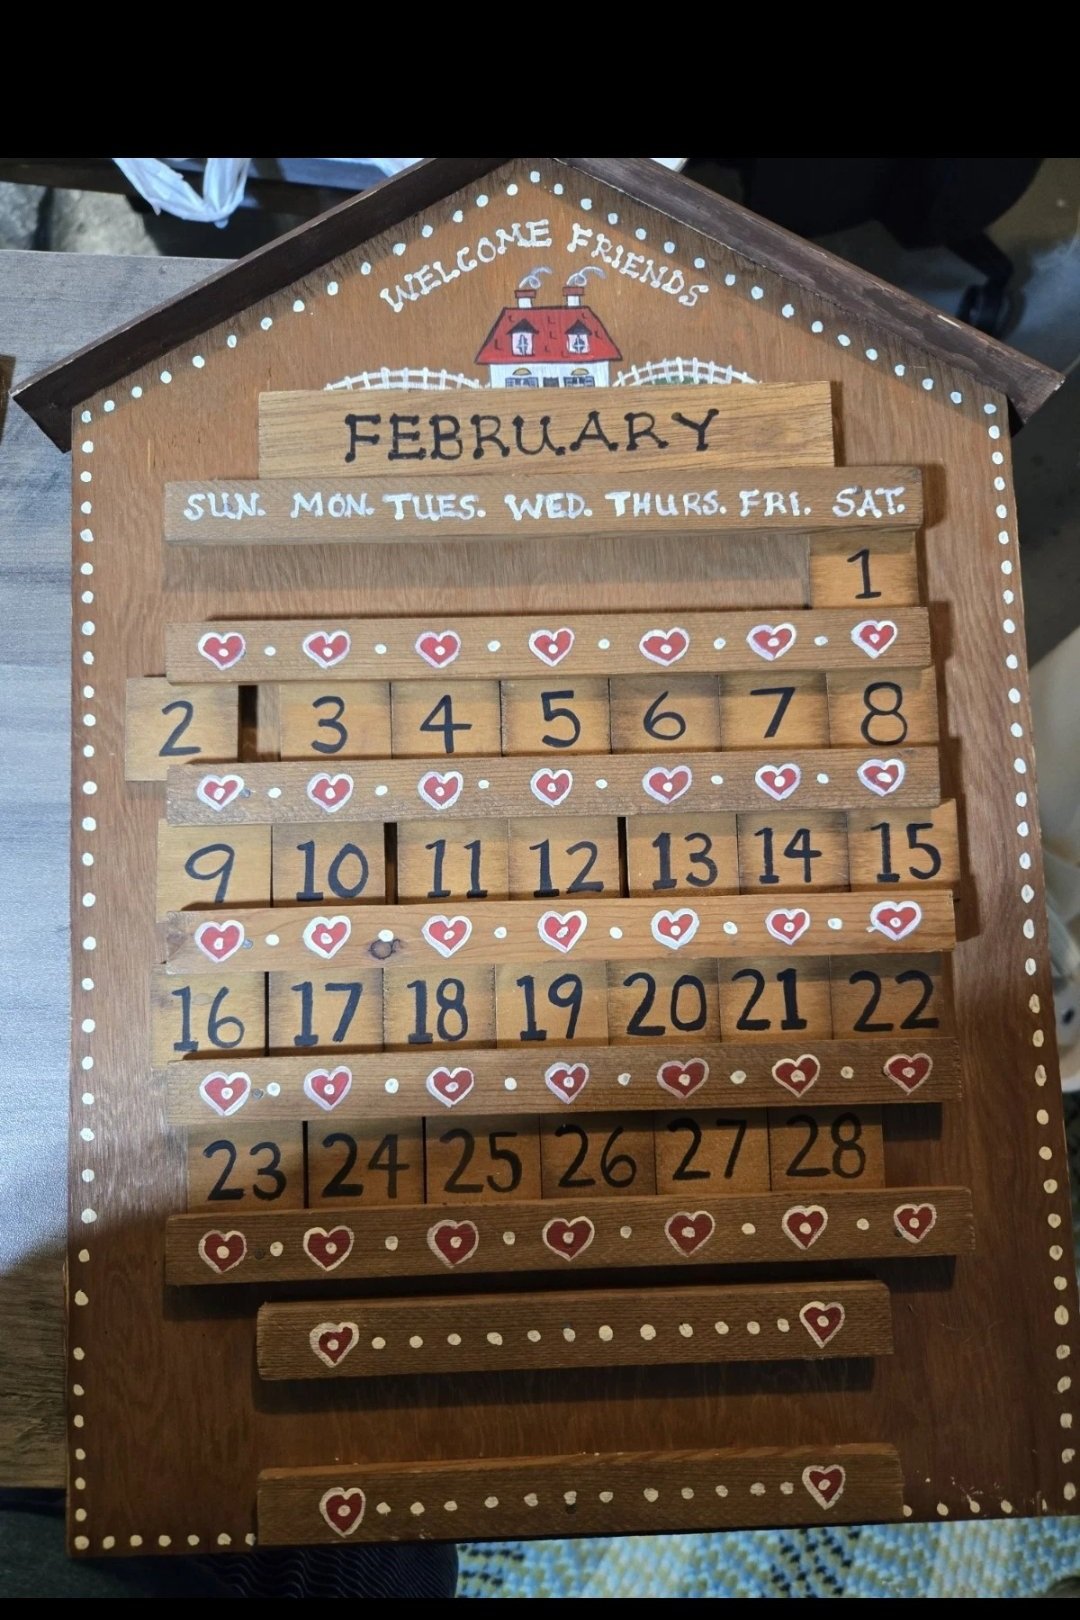 WELCOME FRIENDS
FEBRUARY
SUN. MON. TUES. WED. THURS. FRI. SAT.
1
2 3 4 5 6 7 8
9 10 11 12 13 14 15
16 17 18 19 20 21 22
23 24 25 26 27 28